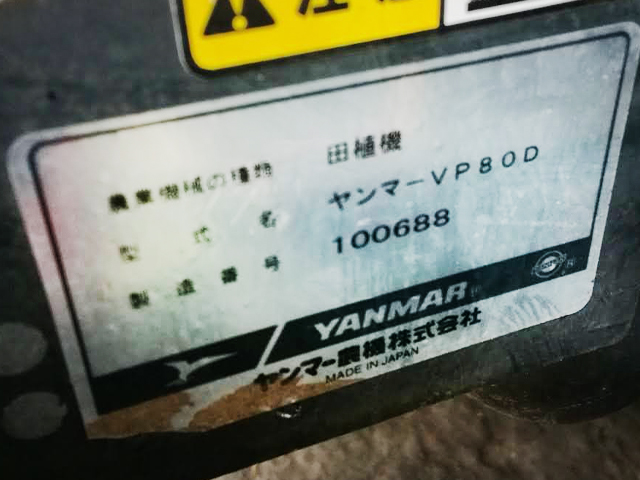 注意
農業機械の種類 田植機
型式名 ヤンマーVP80D
製造番号 100688
YANMAR®
ヤンマー農機株式会社
MADE IN JAPAN